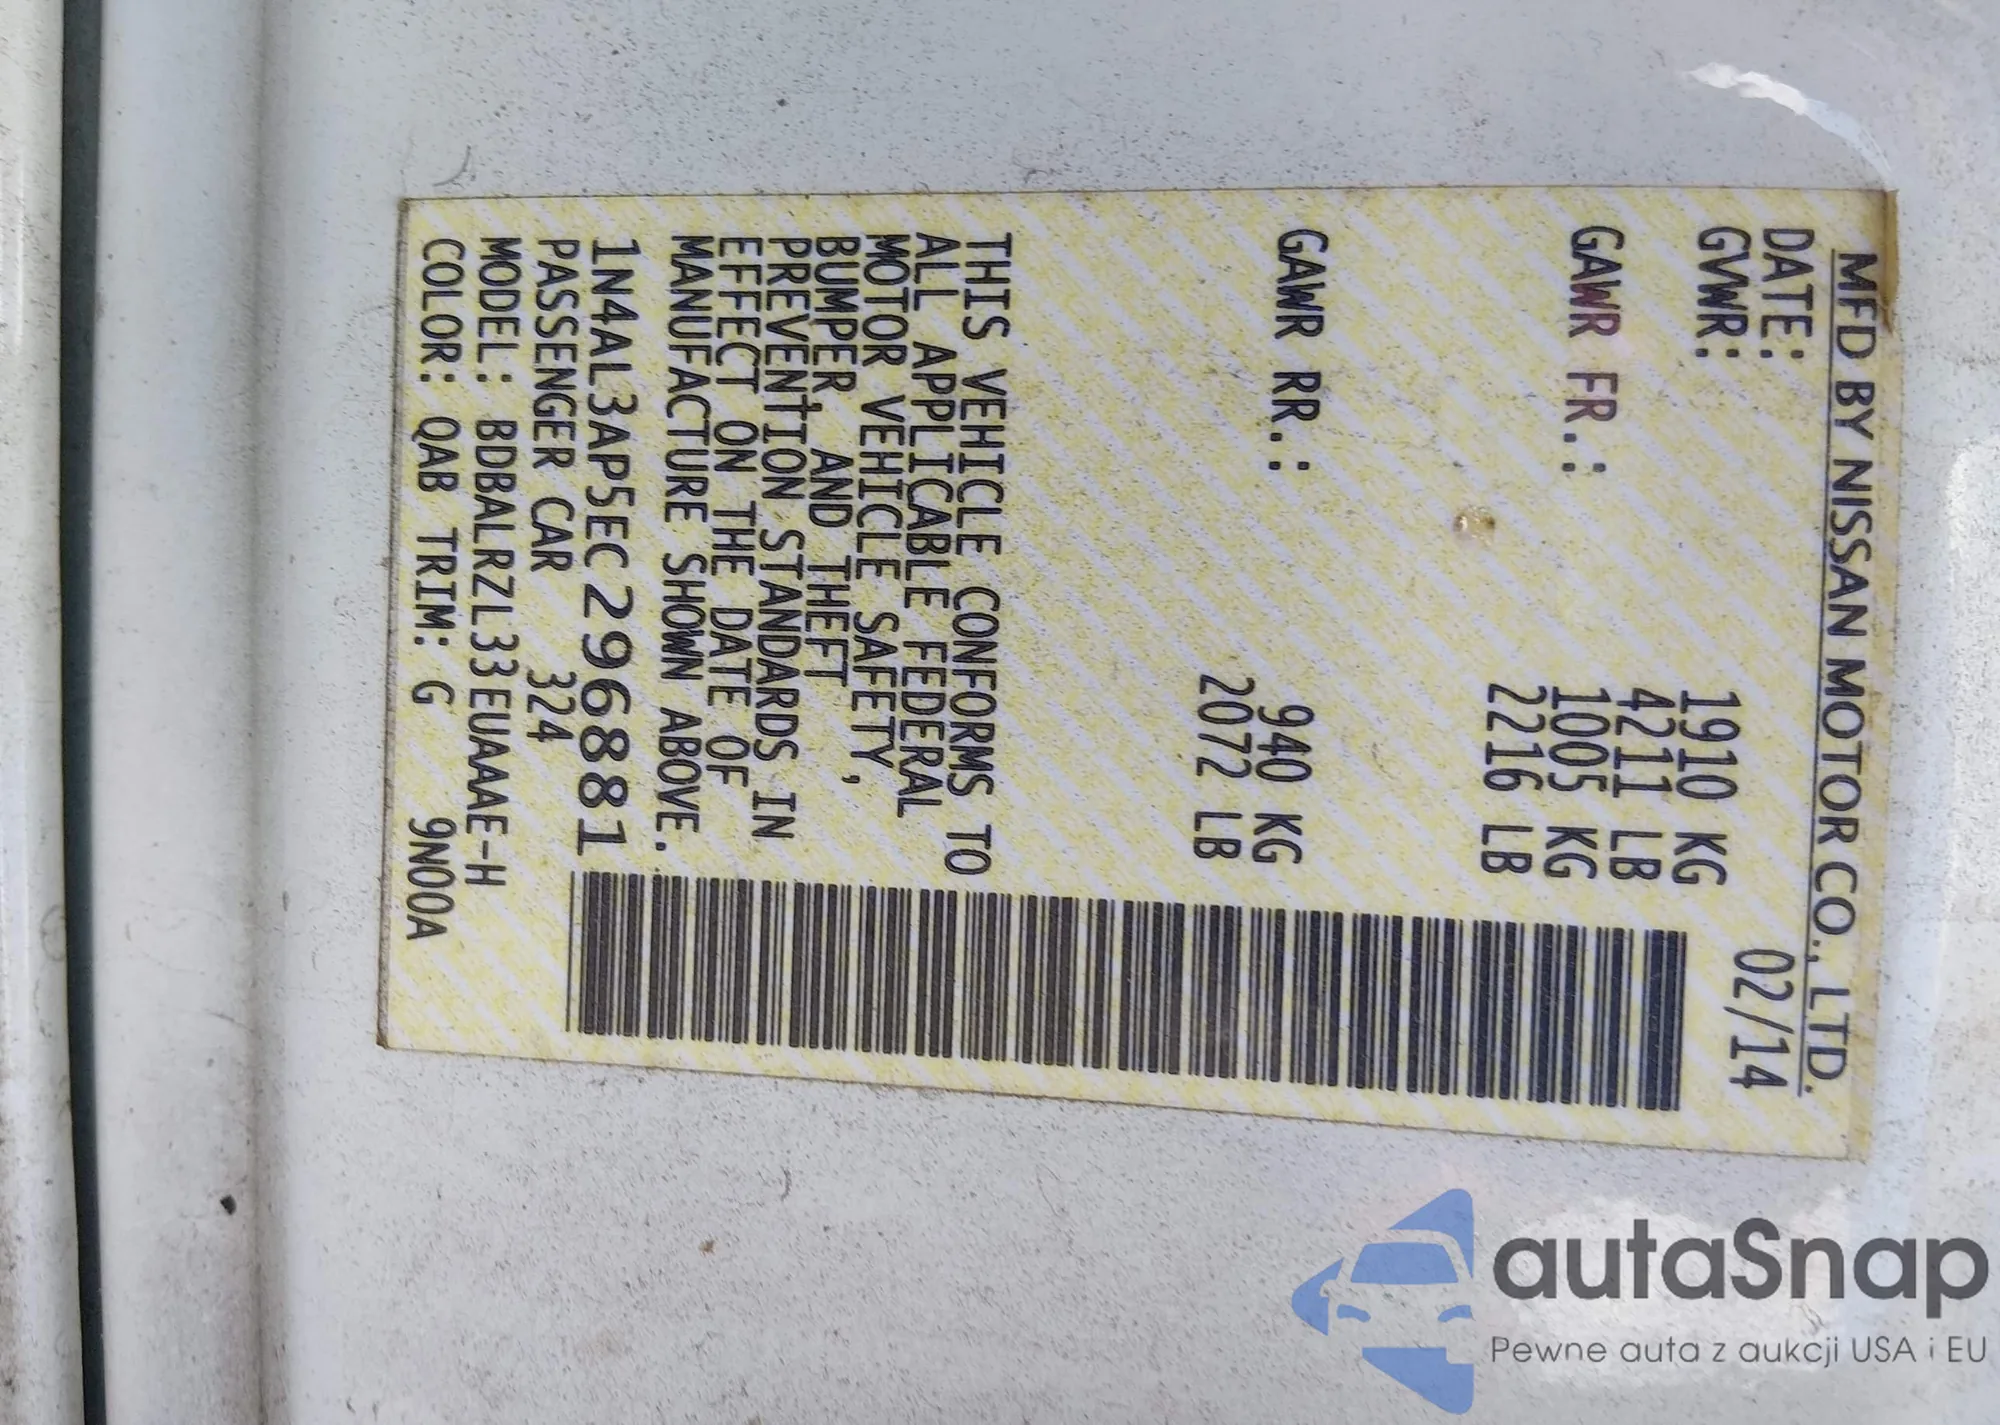 MFD BY NISSAN MOTOR CO., LTD.
DATE: 02/14
GVWR: 1910 KG
4211 LB
GAWR FR.: 1005 KG
2216 LB
GAWR RR.: 940 KG
2072 LB
THIS VEHICLE CONFORMS TO
ALL APPLICABLE FEDERAL
MOTOR VEHICLE SAFETY,
BUMPER, AND THEFT
PREVENTION STANDARDS IN
EFFECT ON THE DATE OF
MANUFACTURE SHOWN ABOVE.
1N4AL3AP5EC296881
PASSENGER CAR 324
MODEL: BDBALRZL33EUAAAE-H
COLOR: QAB TRIM: G 9N00A
autaSnap
Pewne auta z aukcji USA i EU